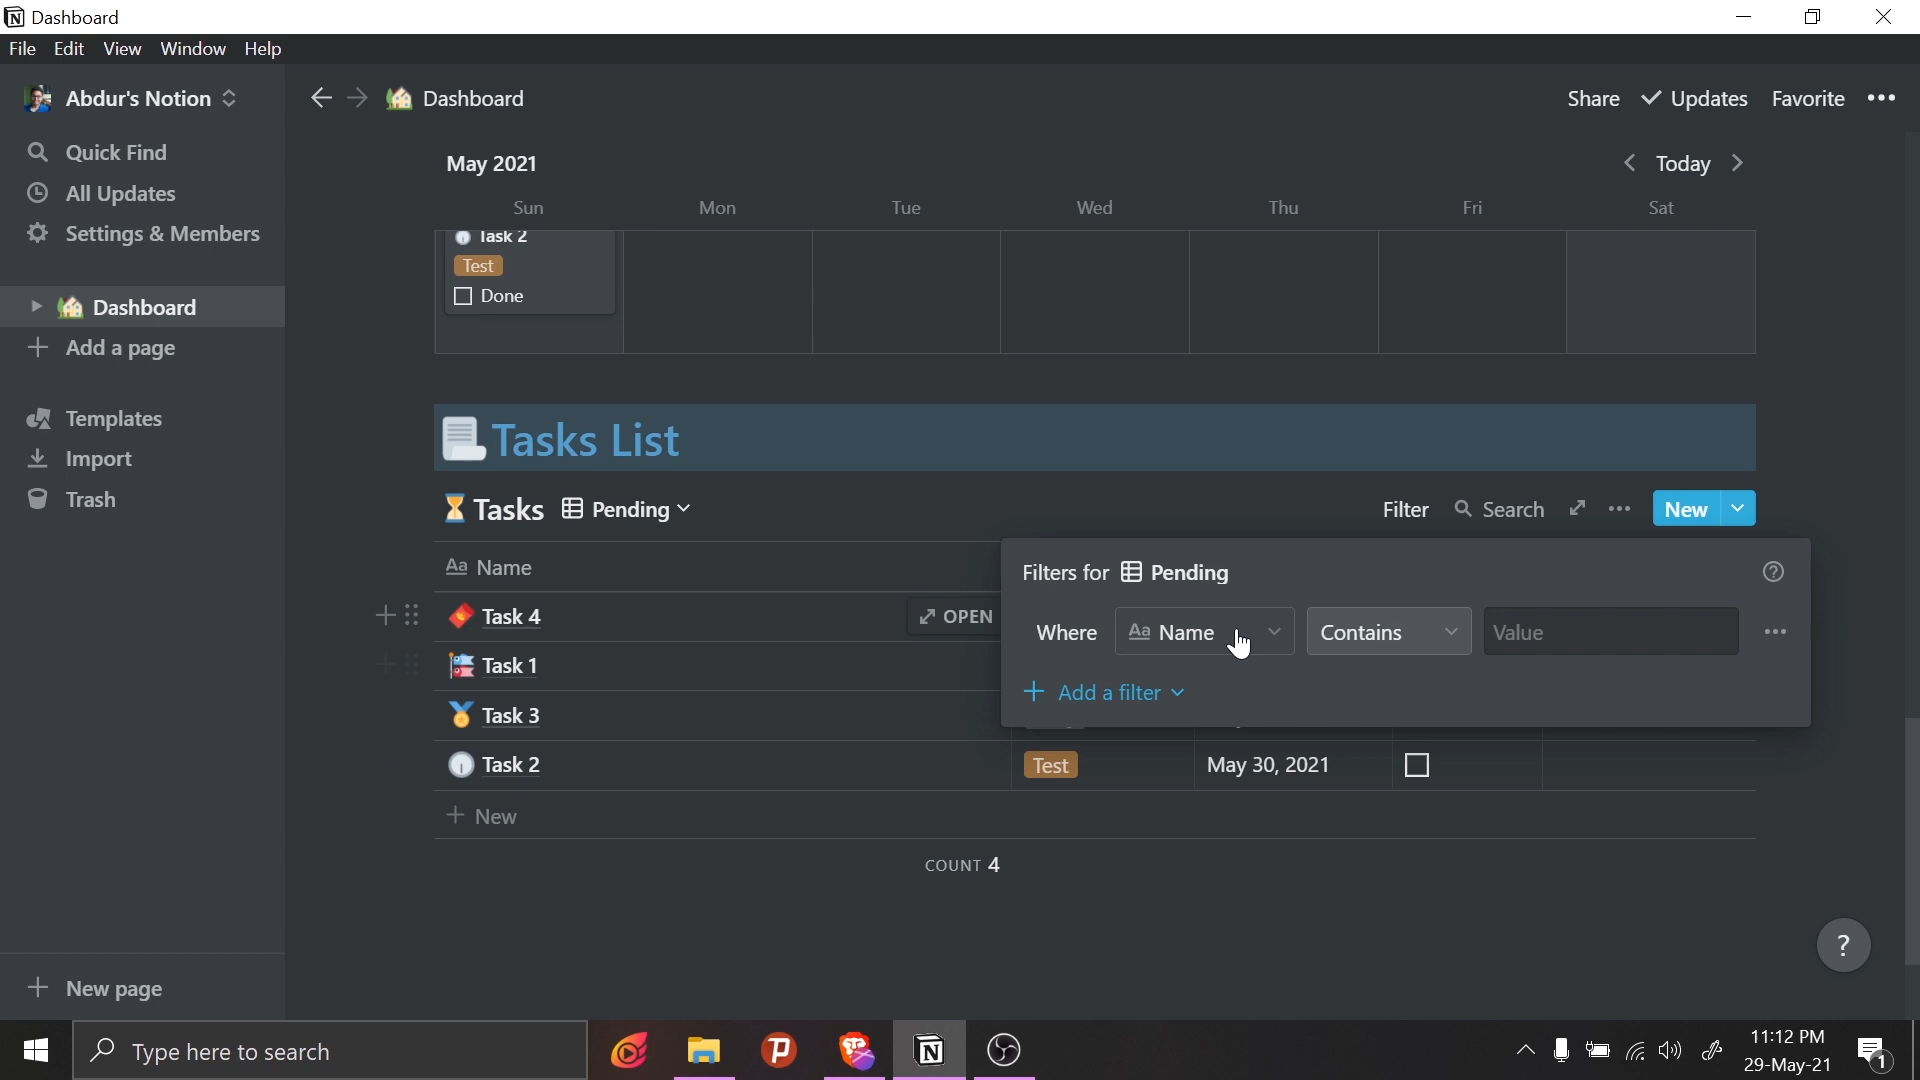 Dashboard
File Edit View Window Help
Abdur's Notion
Dashboard
Share Updates Favorite
Quick Find
All Updates
Settings & Members
Dashboard
Add a page
Templates
Import
Trash
New page
May 2021
Today
Sun Mon Tue Wed Thu Fri Sat
Task 2
Test
Done
Tasks List
Tasks Pending
Filter Search New
Aa Name
Task 4 OPEN
Task 1
Task 3
Task 2 Test May 30, 2021
+ New
COUNT 4
Filters for Pending
Where Aa Name Contains Value
+ Add a filter
?
Type here to search
11:12 PM
29-May-21
1